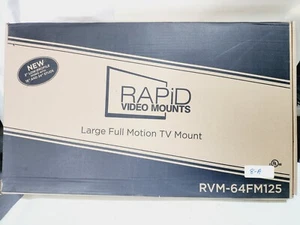 NEW
RAPiD
VIDEO MOUNTS
Large Full Motion TV Mount
RVM-64FM125